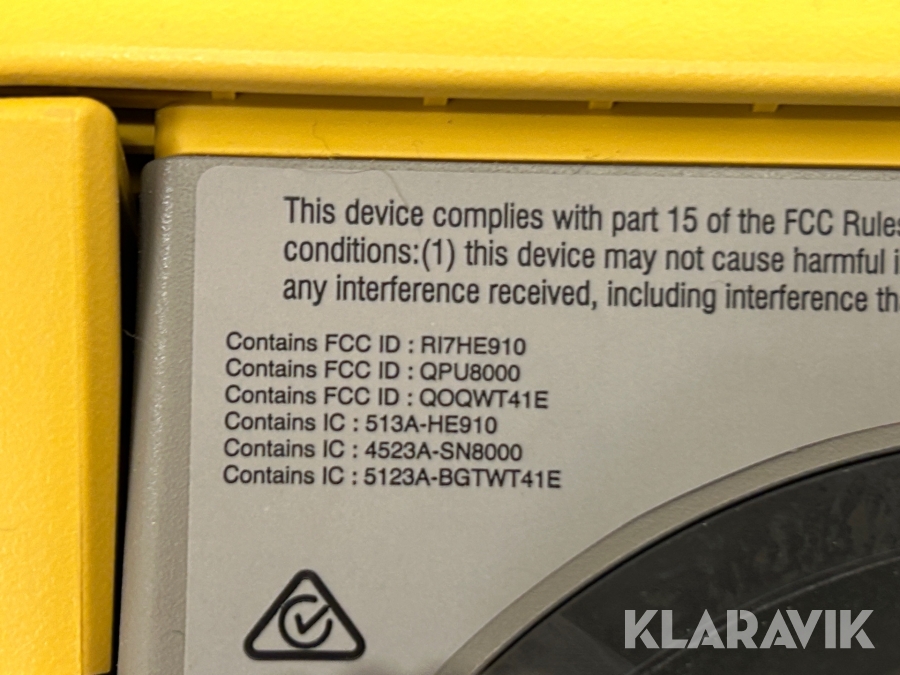 This device complies with part 15 of the FCC Rules
conditions:(1) this device may not cause harmful
any interference received, including interference
Contains FCC ID : RI7HE910
Contains FCC ID : QPU8000
Contains FCC ID : QOQWT41E
Contains IC : 513A-HE910
Contains IC : 4523A-SN8000
Contains IC : 5123A-BGTWT41E
KLARAVIK